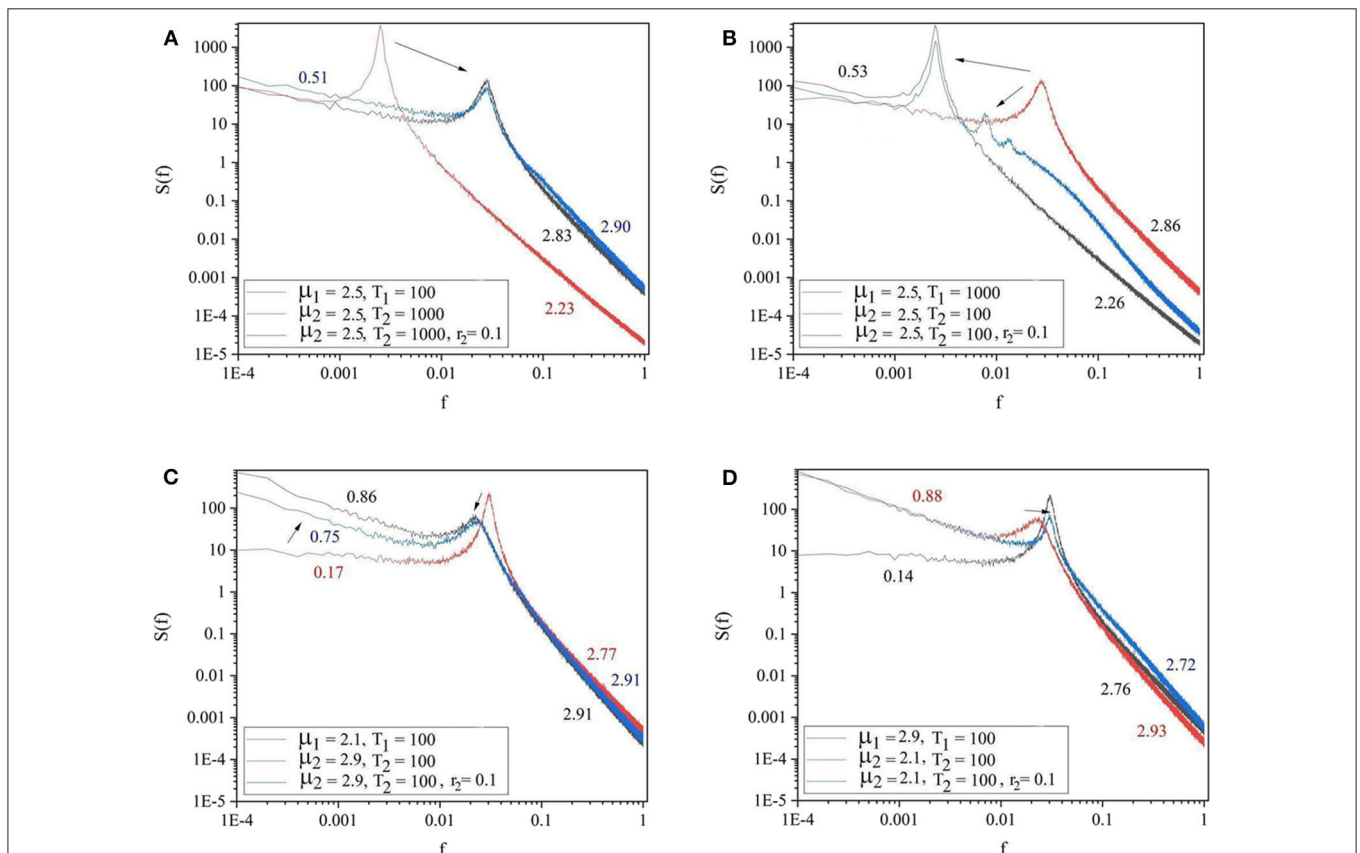 A
B
1000
100
10
1
0.1
0.01
0.001
1E-4
1E-5
S(f)
0.51
2.83
2.90
2.23
μ1 = 2.5, T1 = 100
μ2 = 2.5, T2 = 1000
μ2 = 2.5, T2 = 1000, r2 = 0.1
1E-4 0.001 0.01 0.1 1
f
1000
100
10
1
0.1
0.01
0.001
1E-4
1E-5
S(f)
0.53
2.86
2.26
μ1 = 2.5, T1 = 1000
μ2 = 2.5, T2 = 100
μ2 = 2.5, T2 = 100, r2 = 0.1
1E-4 0.001 0.01 0.1 1
f
C
D
100
10
1
0.1
0.01
0.001
1E-4
1E-5
S(f)
0.86
0.75
0.17
2.77
2.91
2.91
μ1 = 2.1, T1 = 100
μ2 = 2.9, T2 = 100
μ2 = 2.9, T2 = 100, r2 = 0.1
1E-4 0.001 0.01 0.1 1
f
100
10
1
0.1
0.01
0.001
1E-4
1E-5
S(f)
0.88
0.14
2.72
2.76
2.93
μ1 = 2.9, T1 = 100
μ2 = 2.1, T2 = 100
μ2 = 2.1, T2 = 100, r2 = 0.1
1E-4 0.001 0.01 0.1 1
f